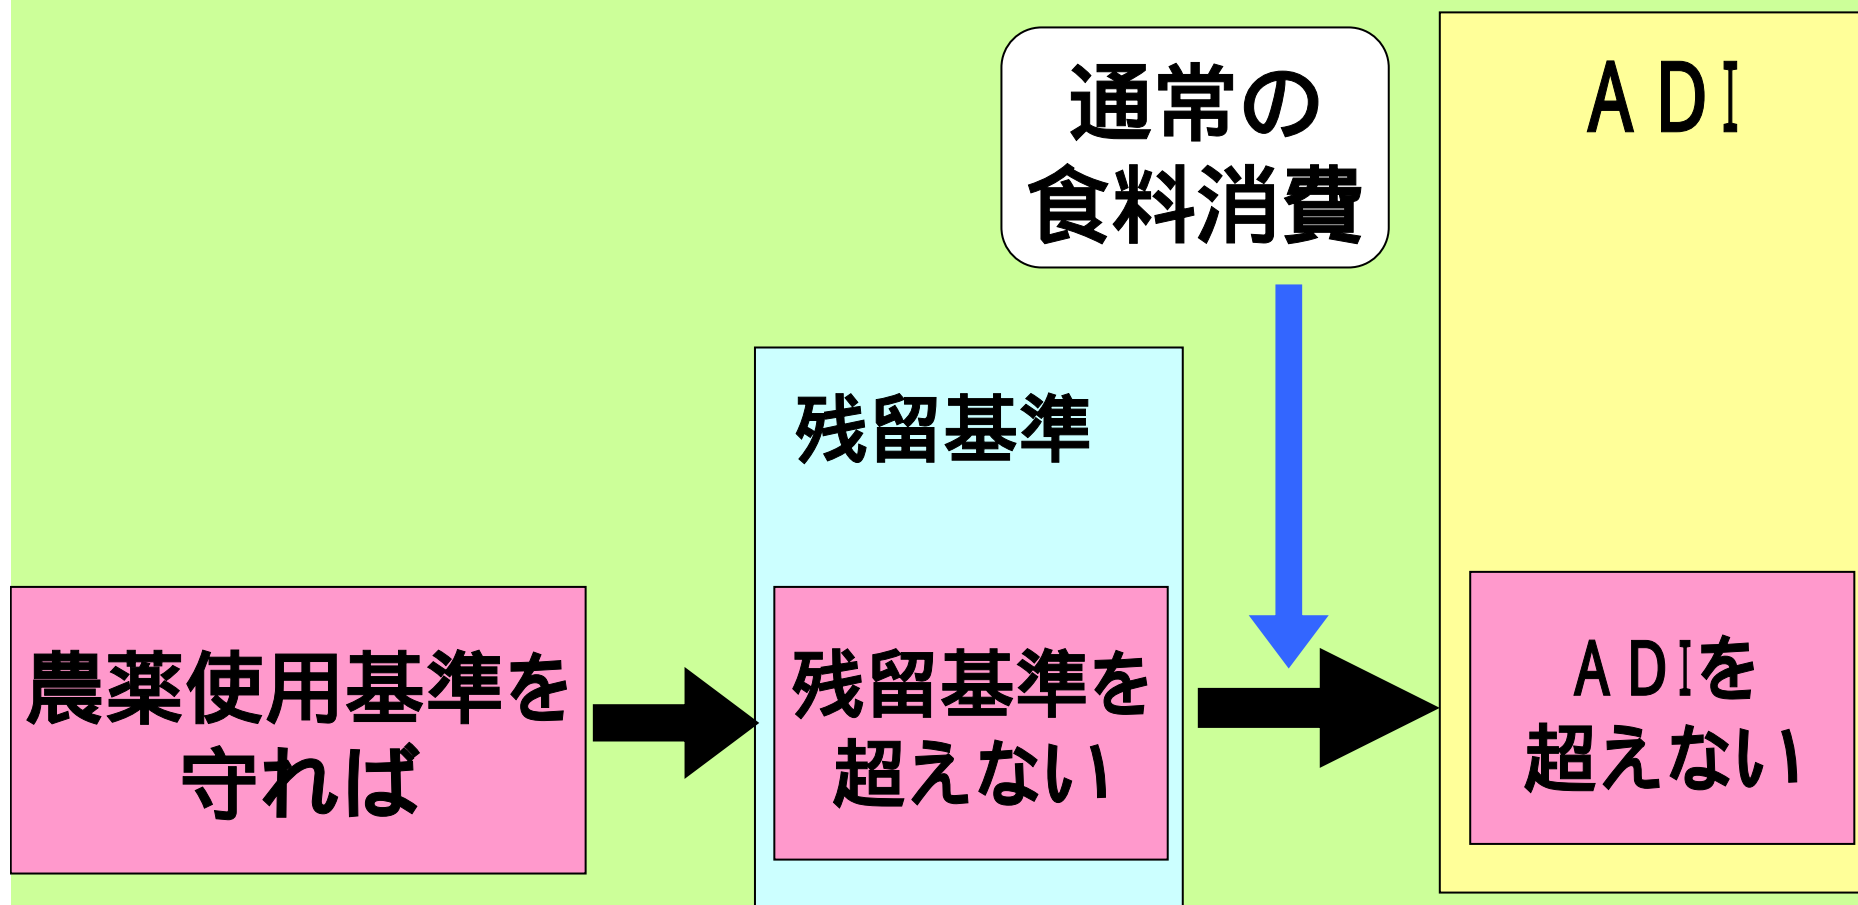 通常の
食料消費
ＡＤＩ
残留基準
農薬使用基準を
守れば
残留基準を
超えない
ＡＤＩを
超えない